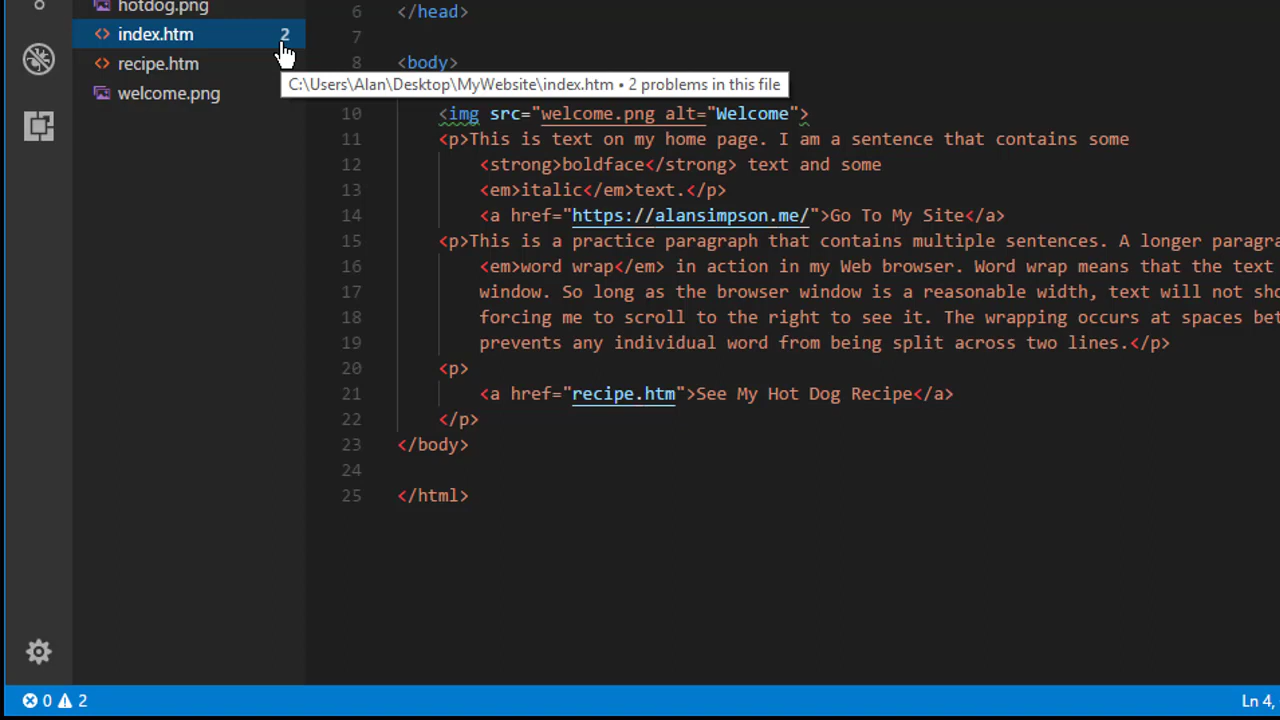 hotdog.png
index.htm 2
recipe.htm
welcome.png
C:\Users\Alan\Desktop\MyWebsite\index.htm • 2 problems in this file
6 </head>
7
8 <body>
10 <img src="welcome.png alt="Welcome">
11 <p>This is text on my home page. I am a sentence that contains some
12 <strong>boldface</strong> text and some
13 <em>italic</em>text.</p>
14 <a href="https://alansimpson.me/">Go To My Site</a>
15 <p>This is a practice paragraph that contains multiple sentences. A longer paragra
16 <em>word wrap</em> in action in my Web browser. Word wrap means that the text
17 window. So long as the browser window is a reasonable width, text will not sho
18 forcing me to scroll to the right to see it. The wrapping occurs at spaces bet
19 prevents any individual word from being split across two lines.</p>
20 <p>
21 <a href="recipe.htm">See My Hot Dog Recipe</a>
22 </p>
23 </body>
24
25 </html>
0 2
Ln 4,